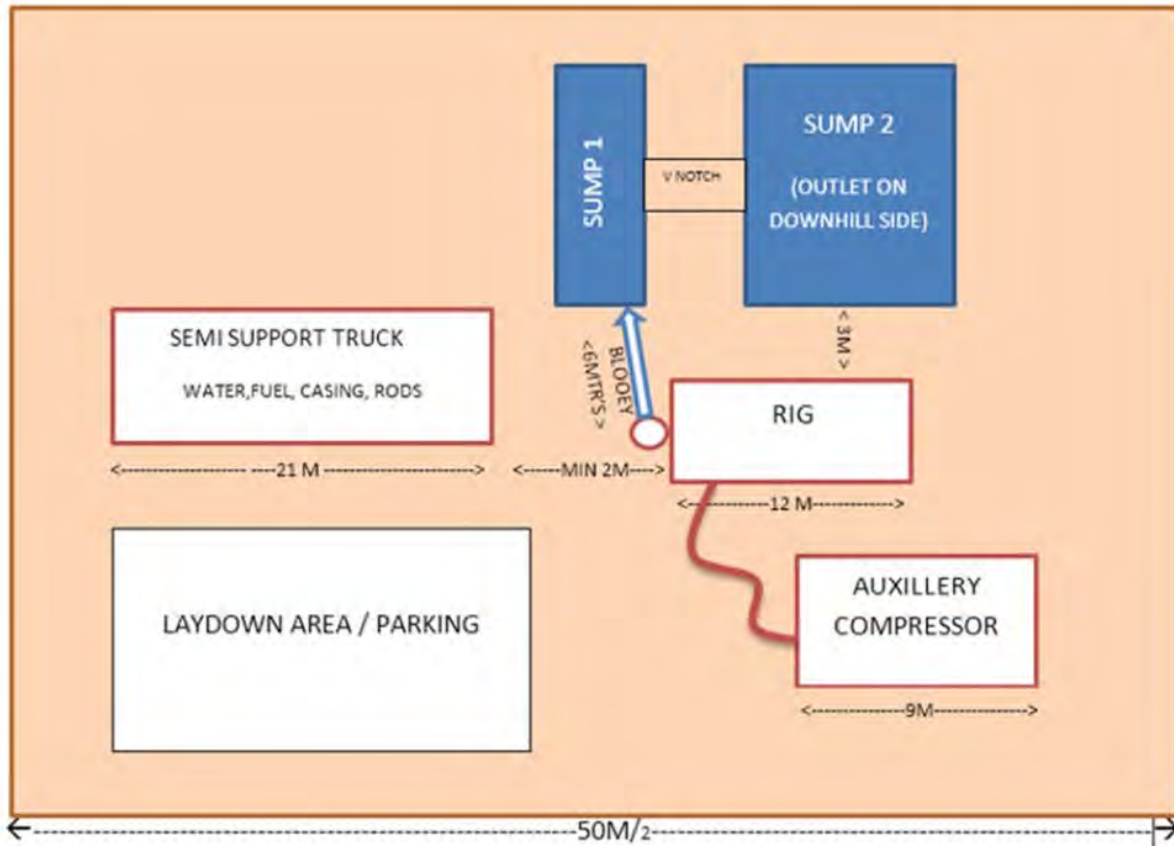 SUMP 1
V NOTCH
SUMP 2
(OUTLET ON
DOWNHILL SIDE)
SEMI SUPPORT TRUCK
WATER,FUEL, CASING, RODS
<--------------------- ----21 M ------------------------>
BLOOEY
<6MTR'S >
< 3M >
<------MIN 2M---->
RIG
<--------------12 M ---------------->
LAYDOWN AREA / PARKING
AUXILLERY
COMPRESSOR
<----------------9M----------------->
50M/2